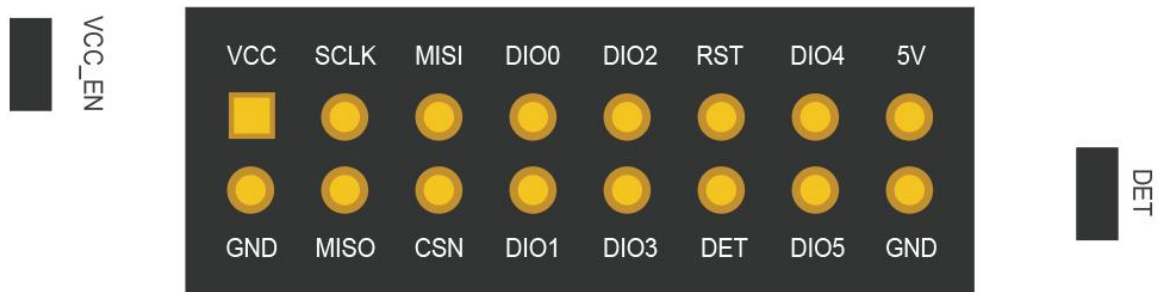 VCC_EN
VCC SCLK MISI DIO0 DIO2 RST DIO4 5V
GND MISO CSN DIO1 DIO3 DET DIO5 GND
DET